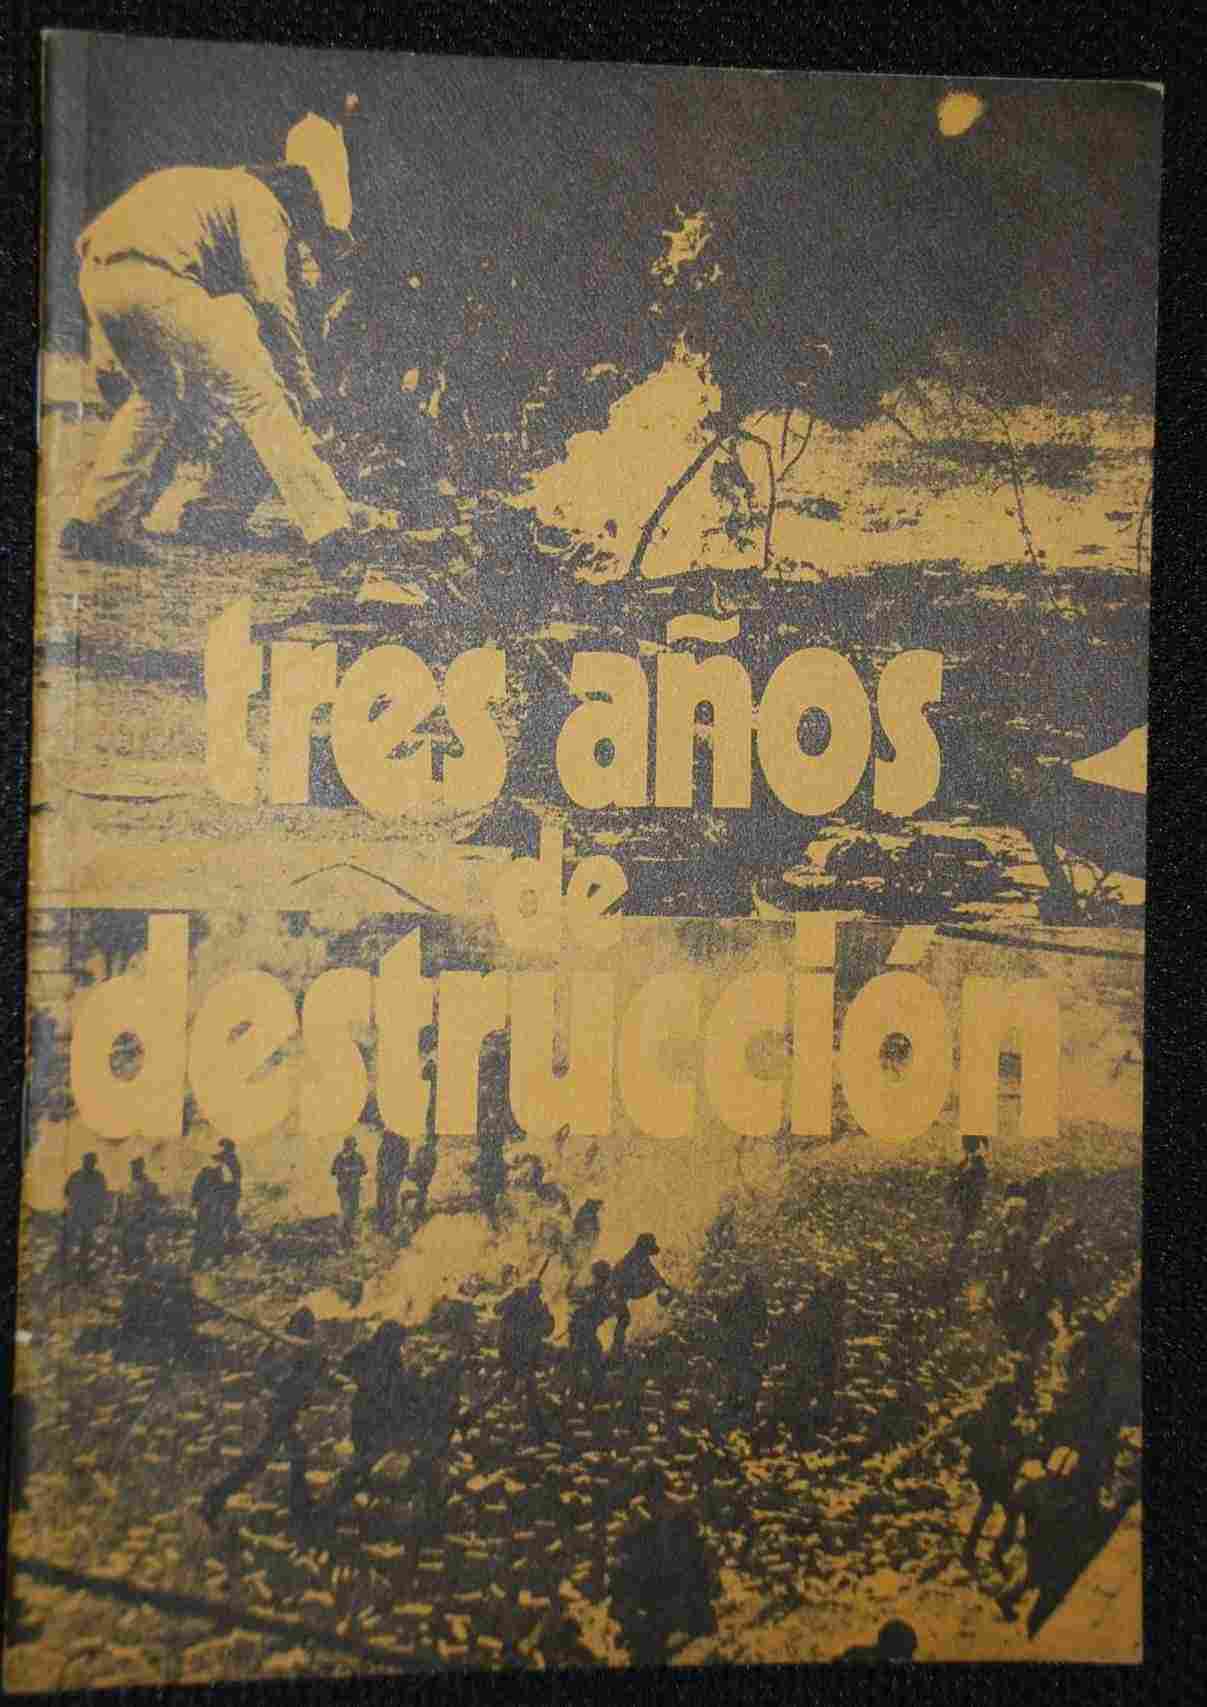 tres años
de
destrucción